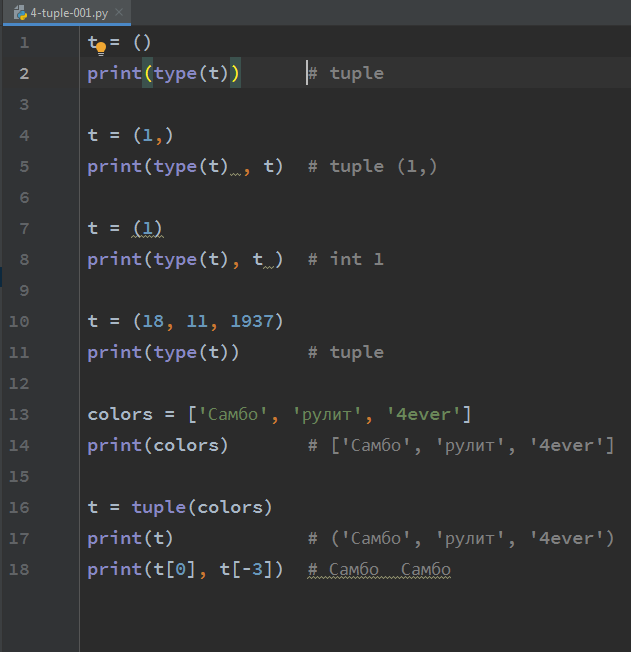 4-tuple-001.py
1 t = ()
2 print(type(t))      # tuple
3
4 t = (1,)
5 print(type(t) , t)  # tuple (1,)
6
7 t = (1)
8 print(type(t), t )  # int 1
9
10 t = (18, 11, 1937)
11 print(type(t))      # tuple
12
13 colors = ['Самбо', 'рулит', '4ever']
14 print(colors)       # ['Самбо', 'рулит', '4ever']
15
16 t = tuple(colors)
17 print(t)            # ('Самбо', 'рулит', '4ever')
18 print(t[0], t[-3])  # Самбо  Самбо